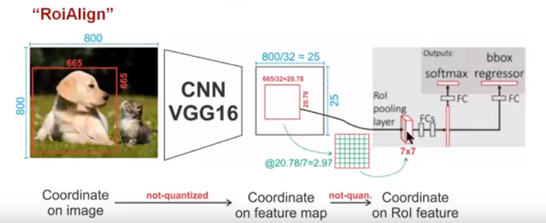 “RoiAlign”
800
800
665
665
CNN
VGG16
800/32 = 25
25
665/32=20.78
20.78
@20.78/7=2.97
RoI
pooling
layer
7x7
FCs
Outputs:
softmax
bbox
regressor
FC
FC
Coordinate
on image
not-quantized
Coordinate
on feature map
not-quan.
Coordinate
on RoI feature